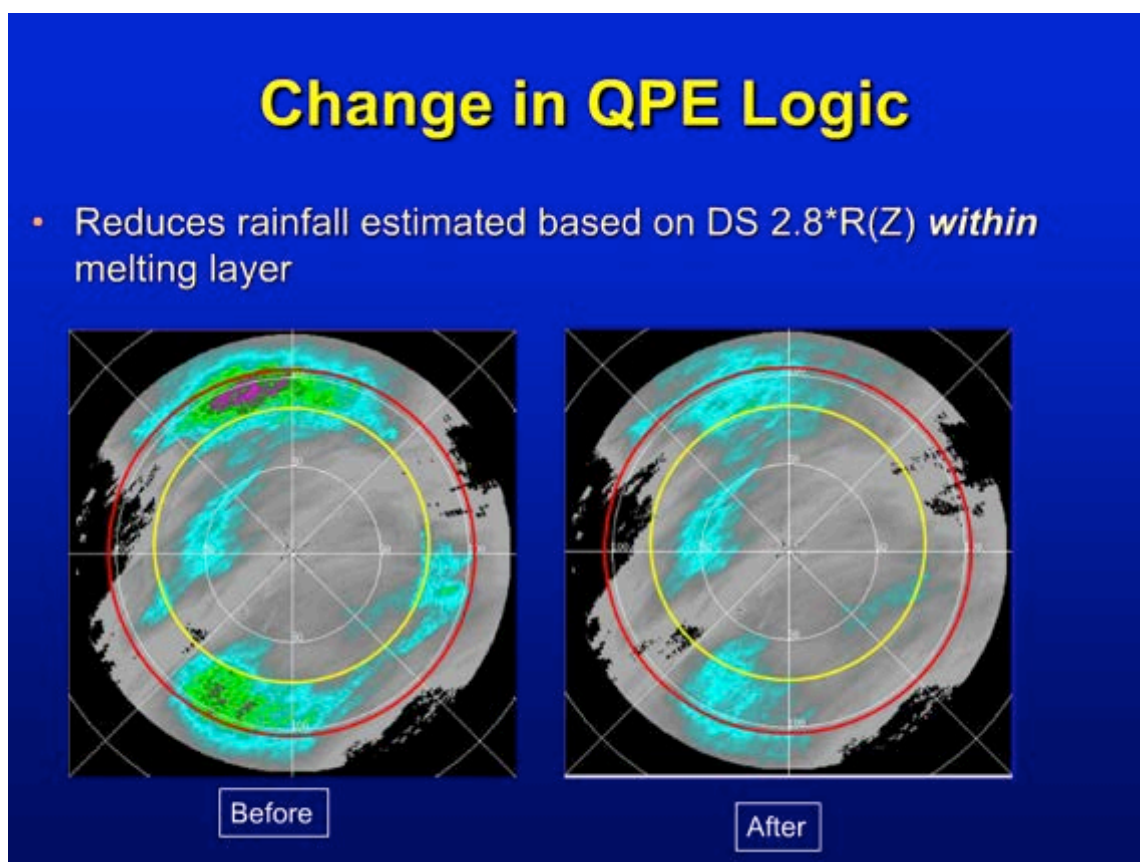 Change in QPE Logic
• Reduces rainfall estimated based on DS 2.8*R(Z) within
melting layer
Before
After